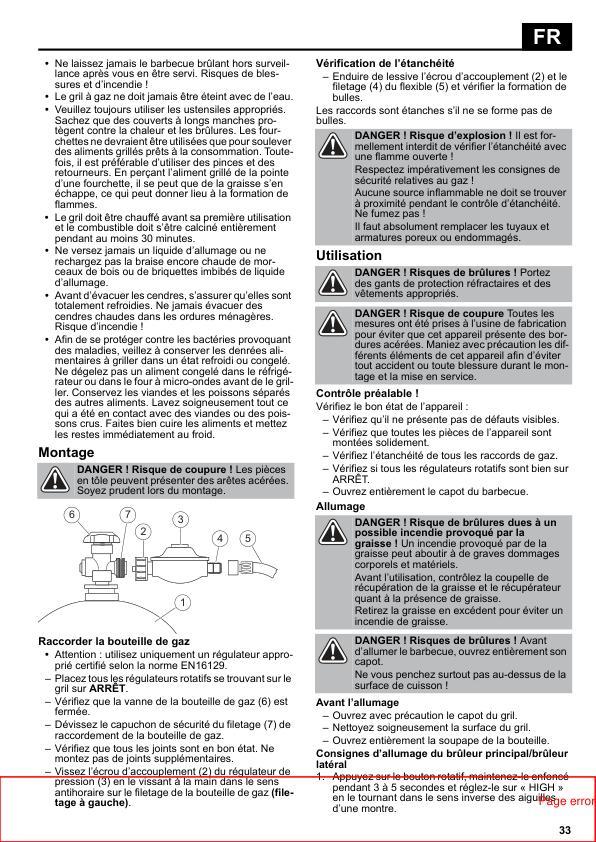 FR
• Ne laissez jamais le barbecue brûlant hors surveil-
lance après vous en être servi. Risques de bles-
sures et d’incendie !
• Le gril à gaz ne doit jamais être éteint avec de l’eau.
• Veuillez toujours utiliser les ustensiles appropriés.
Sachez que des couverts à longs manches pro-
tègent contre la chaleur et les brûlures. Les four-
chettes ne devraient être utilisées que pour soulever
des aliments grillés prêts à la consommation. Toute-
fois, il est préférable d’utiliser des pinces et des
retourneurs. En perçant l’aliment grillé de la pointe
d’une fourchette, il se peut que de la graisse s’en
échappe, ce qui peut donner lieu à la formation de
flammes.
• Le gril doit être chauffé avant sa première utilisation
et le combustible doit s’être calciné entièrement
pendant au moins 30 minutes.
• Ne versez jamais un liquide d’allumage ou ne
rechargez pas la braise encore chaude de mor-
ceaux de bois ou de briquettes imbibés de liquide
d’allumage.
• Avant d’évacuer les cendres, s’assurer qu’elles sont
totalement refroidies. Ne jamais évacuer des
cendres chaudes dans les ordures ménagères.
Risque d’incendie !
• Afin de se protéger contre les bactéries provoquant
des maladies, veillez à conserver les denrées ali-
mentaires à griller dans un état refroidi ou congelé.
Ne dégelez pas un aliment congelé dans le réfrigé-
rateur ou dans le four à micro-ondes avant de le gril-
ler. Conservez les viandes et les poissons séparés
des autres aliments. Lavez soigneusement tout ce
qui a été en contact avec des viandes ou des pois-
sons crus. Faites bien cuire les aliments et mettez
les restes immédiatement au froid.
Montage
DANGER ! Risque de coupure ! Les pièces
en tôle peuvent présenter des arêtes acérées.
Soyez prudent lors du montage.
6
7
2
3
4
5
1
Raccorder la bouteille de gaz
• Attention : utilisez uniquement un régulateur appro-
prié certifié selon la norme EN16129.
– Placez tous les régulateurs rotatifs se trouvant sur le
gril sur ARRÊT.
– Vérifiez que la vanne de la bouteille de gaz (6) est
fermée.
– Dévissez le capuchon de sécurité du filetage (7) de
raccordement de la bouteille de gaz.
– Vérifiez que tous les joints sont en bon état. Ne
montez pas de joints supplémentaires.
– Vissez l’écrou d’accouplement (2) du régulateur de
pression (3) en le vissant à la main dans le sens
antihoraire sur le filetage de la bouteille de gaz (file-
tage à gauche).
Vérification de l’étanchéité
– Enduire de lessive l’écrou d’accouplement (2) et le
filetage (4) du flexible (5) et vérifier la formation de
bulles.
Les raccords sont étanches s’il ne se forme pas de
bulles.
DANGER ! Risque d’explosion ! Il est for-
mellement interdit de vérifier l’étanchéité avec
une flamme ouverte !
Respectez impérativement les consignes de
sécurité relatives au gaz !
Aucune source inflammable ne doit se trouver
à proximité pendant le contrôle d’étanchéité.
Ne fumez pas !
Il faut absolument remplacer les tuyaux et
armatures poreux ou endommagés.
Utilisation
DANGER ! Risques de brûlures ! Portez
des gants de protection réfractaires et des
vêtements appropriés.
DANGER ! Risque de coupure Toutes les
mesures ont été prises à l’usine de fabrication
pour éviter que cet appareil présente des bor-
dures acérées. Maniez avec précaution les dif-
férents éléments de cet appareil afin d’éviter
tout accident ou toute blessure durant le mon-
tage et la mise en service.
Contrôle préalable !
Vérifiez le bon état de l’appareil :
– Vérifiez qu’il ne présente pas de défauts visibles.
– Vérifiez que toutes les pièces de l’appareil sont
montées solidement.
– Vérifiez l’étanchéité de tous les raccords de gaz.
– Vérifiez si tous les régulateurs rotatifs sont bien sur
ARRÊT.
– Ouvrez entièrement le capot du barbecue.
Allumage
DANGER ! Risque de brûlures dues à un
possible incendie provoqué par la
graisse ! Un incendie provoqué par de la
graisse peut aboutir à de graves dommages
corporels et matériels.
Avant l’utilisation, contrôlez la coupelle de
récupération de la graisse et le récupérateur
quant à la présence de graisse.
Retirez la graisse en excédent pour éviter un
incendie de graisse.
DANGER ! Risques de brûlures ! Avant
d’allumer le barbecue, ouvrez entièrement son
capot.
Ne vous penchez surtout pas au-dessus de la
surface de cuisson !
Avant l’allumage
– Ouvrez avec précaution le capot du gril.
– Nettoyez soigneusement la surface du gril.
– Ouvrez entièrement la soupape de la bouteille.
Consignes d’allumage du brûleur principal/brûleur
latéral
1. Appuyez sur le bouton rotatif, maintenez-le enfoncé
pendant 3 à 5 secondes et réglez-le sur « HIGH »
en le tournant dans le sens inverse des aiguilles
d’une montre.
Page error
33